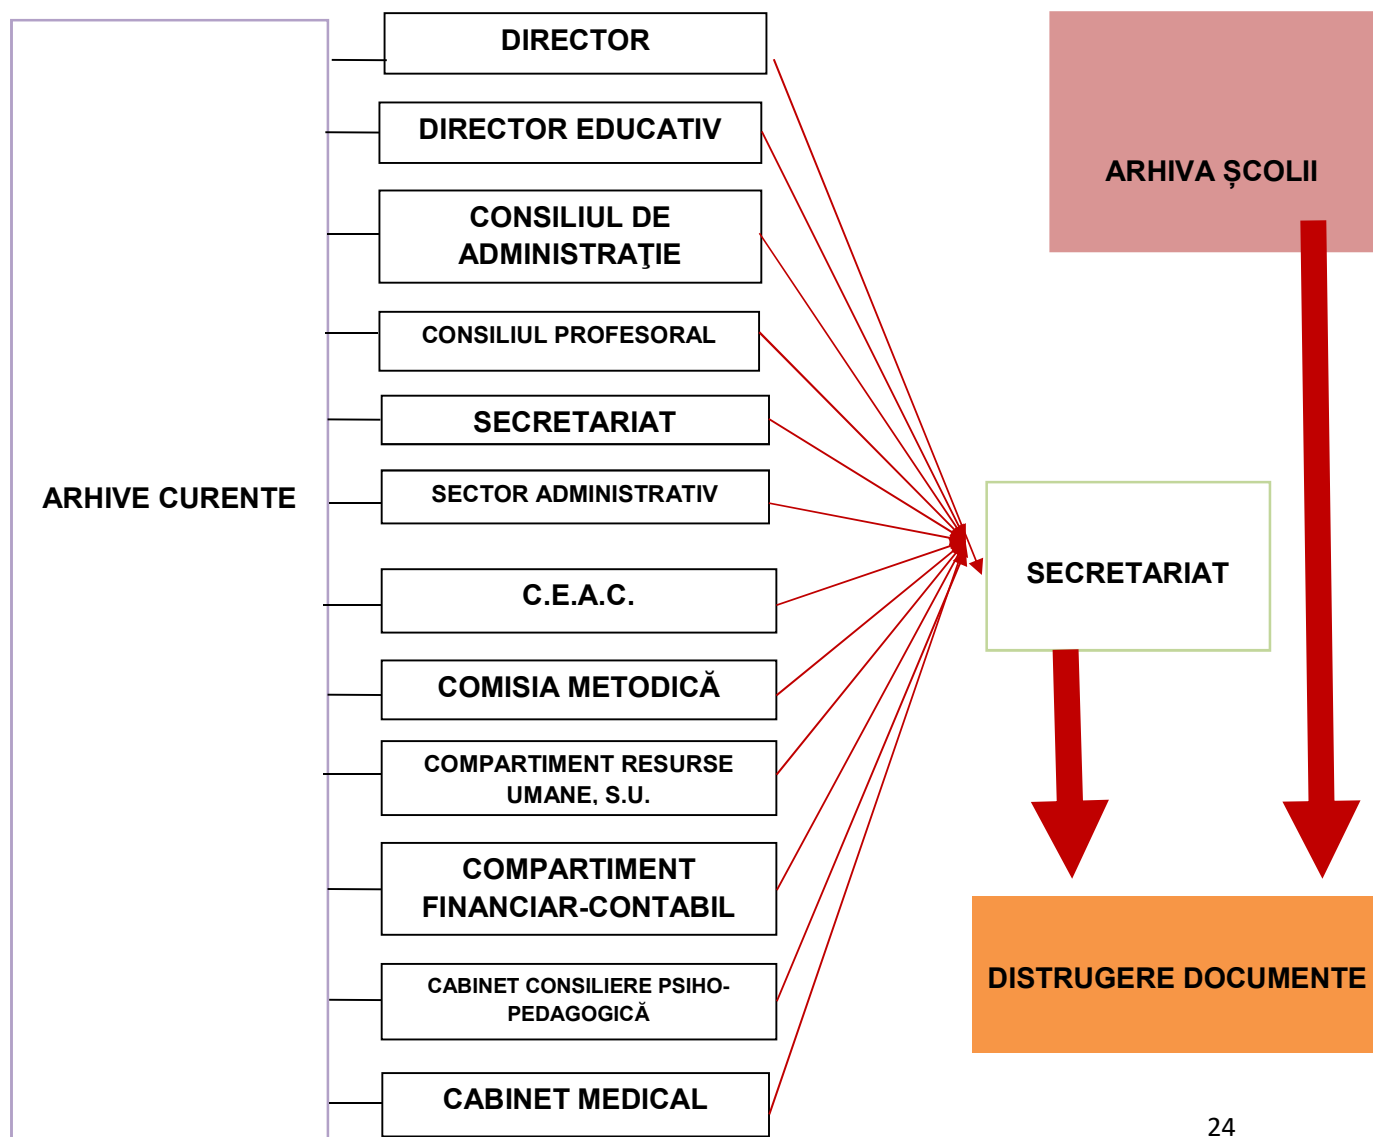 ARHIVE CURENTE
DIRECTOR
DIRECTOR EDUCATIV
CONSILIUL DE
ADMINISTRAŢIE
CONSILIUL PROFESORAL
SECRETARIAT
SECTOR ADMINISTRATIV
C.E.A.C.
COMISIA METODICĂ
COMPARTIMENT RESURSE
UMANE, S.U.
COMPARTIMENT
FINANCIAR-CONTABIL
CABINET CONSILIERE PSIHO-
PEDAGOGICĂ
CABINET MEDICAL
ARHIVA ȘCOLII
SECRETARIAT
DISTRUGERE DOCUMENTE
24